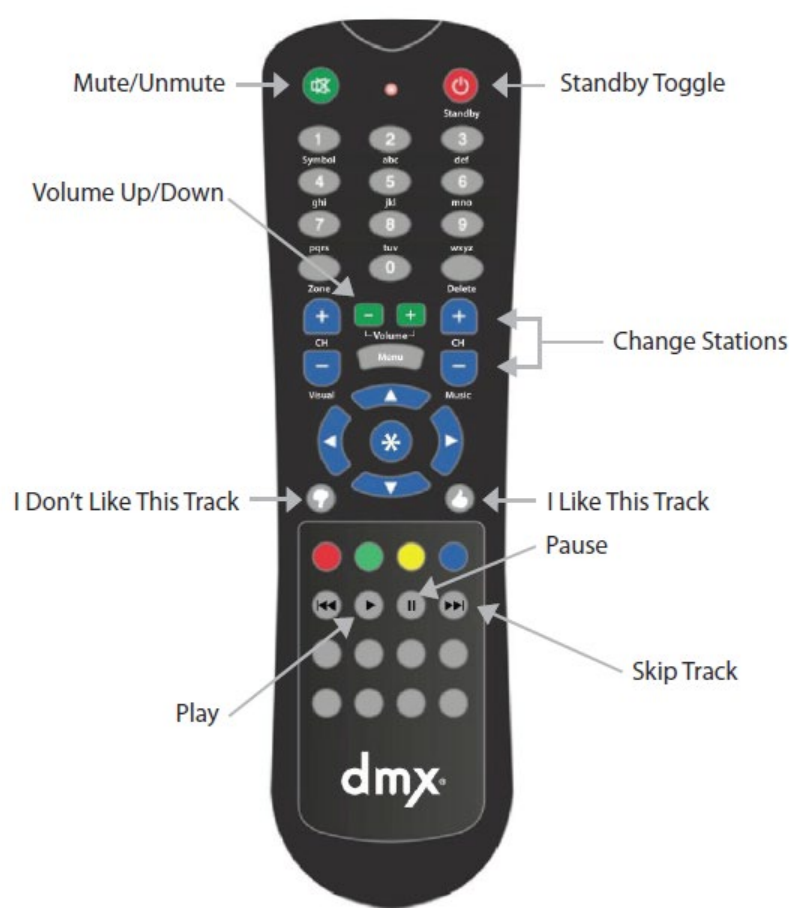 Mute/Unmute
Standby Toggle
Standby
1 2 3
Symbol abc def
4 5 6
ghi jkl mno
Volume Up/Down
7 8 9
pqrs tuv wxyz
0
Zone Delete
+ - + +
CH Volume CH
Change Stations
Menu
- -
Visual Music
*
I Don't Like This Track
I Like This Track
Pause
Skip Track
Play
dmx®